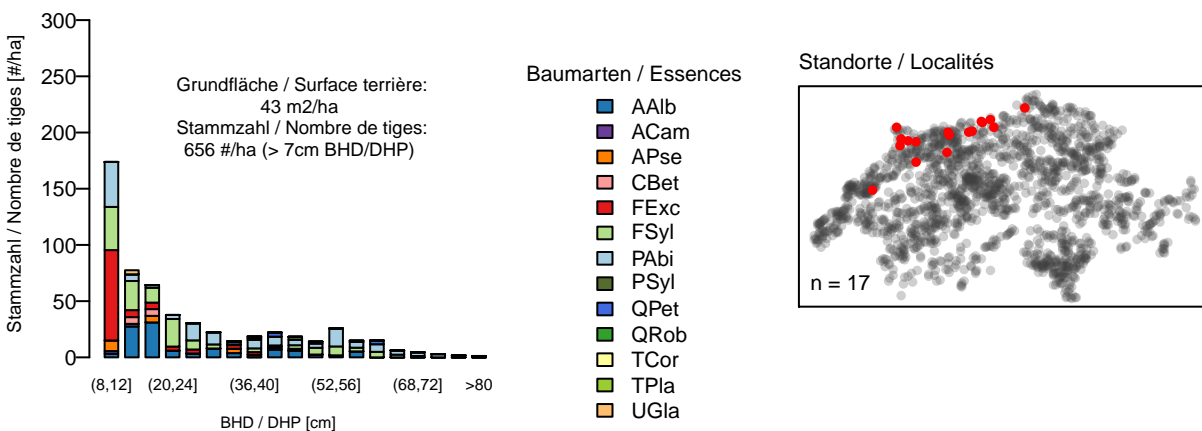 Stammzahl / Nombre de tiges [#/ha]
300
250
200
150
100
50
0
Grundfläche / Surface terrière:
43 m2/ha
Stammzahl / Nombre de tiges:
656 #/ha (> 7cm BHD/DHP)
(8,12]
(20,24]
(36,40]
(52,56]
(68,72]
>80
BHD / DHP [cm]
Baumarten / Essences
AAlb
ACam
APse
CBet
FExc
FSyl
PAbi
PSyl
QPet
QRob
TCor
TPla
UGla
Standorte / Localités
n = 17